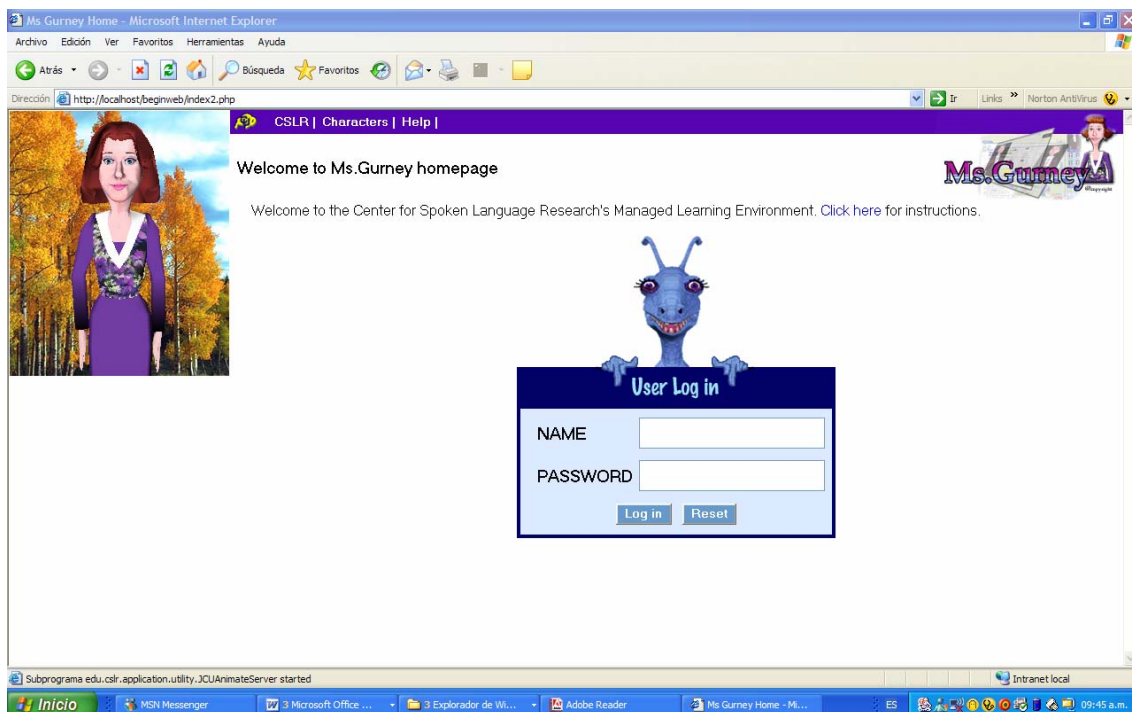 Ms Gurney Home - Microsoft Internet Explorer
Archivo Edición Ver Favoritos Herramientas Ayuda
Atrás Búsqueda Favoritos
Dirección http://localhost/beginweb/index2.php Ir Links » Norton AntiVirus
CSLR | Characters | Help |
Welcome to Ms.Gurney homepage
Ms.Gurney
Welcome to the Center for Spoken Language Research's Managed Learning Environment. Click here for instructions.
User Log in
NAME
PASSWORD
Log in Reset
Subprograma edu.cslr.application.utility.JCUAnimateServer started Intranet local
Inicio MSN Messenger 3 Microsoft Office ... 3 Explorador de Wi... Adobe Reader Ms Gurney Home - Mi... ES 09:45 a.m.